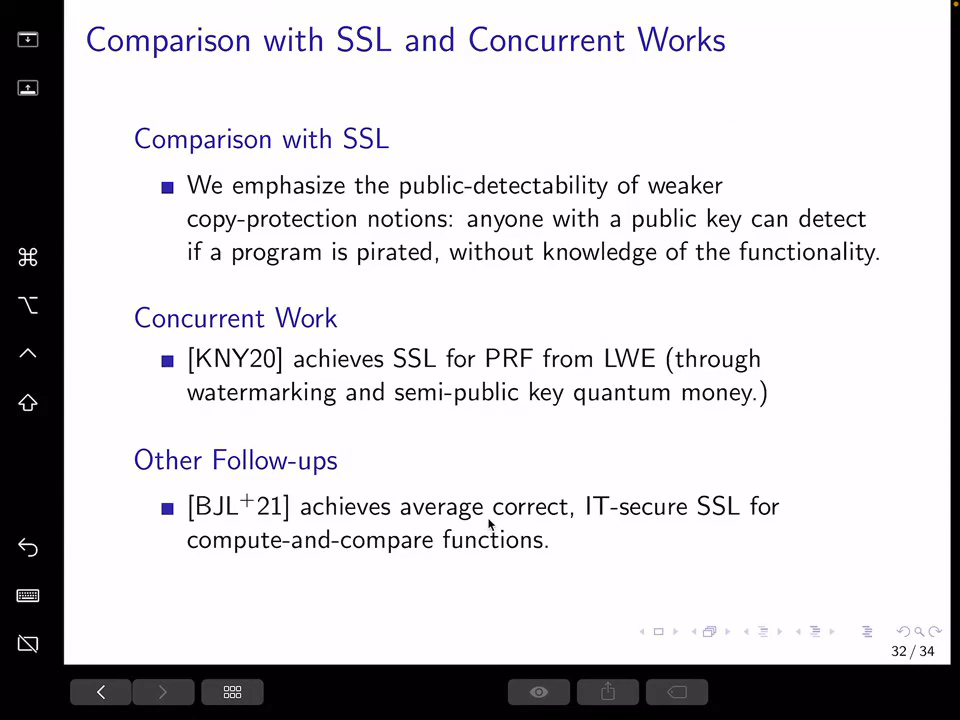 Comparison with SSL and Concurrent Works
Comparison with SSL
We emphasize the public-detectability of weaker
copy-protection notions: anyone with a public key can detect
if a program is pirated, without knowledge of the functionality.
Concurrent Work
[KNY20] achieves SSL for PRF from LWE (through
watermarking and semi-public key quantum money.)
Other Follow-ups
[BJL+21] achieves average correct, IT-secure SSL for
compute-and-compare functions.
32 / 34